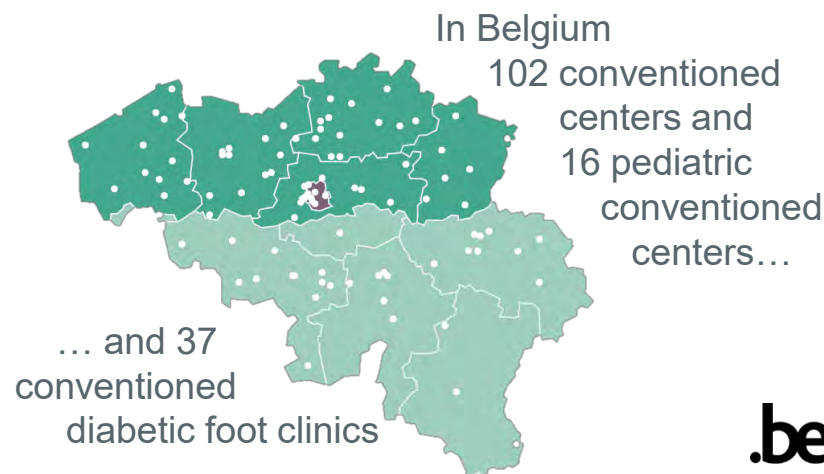 In Belgium
102 conventioned
centers and
16 pediatric
conventioned
centers…
… and 37
conventioned
diabetic foot clinics
.be